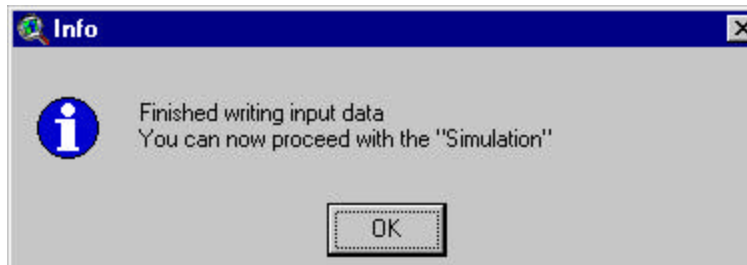 Info
Finished writing input data
You can now proceed with the "Simulation"
OK